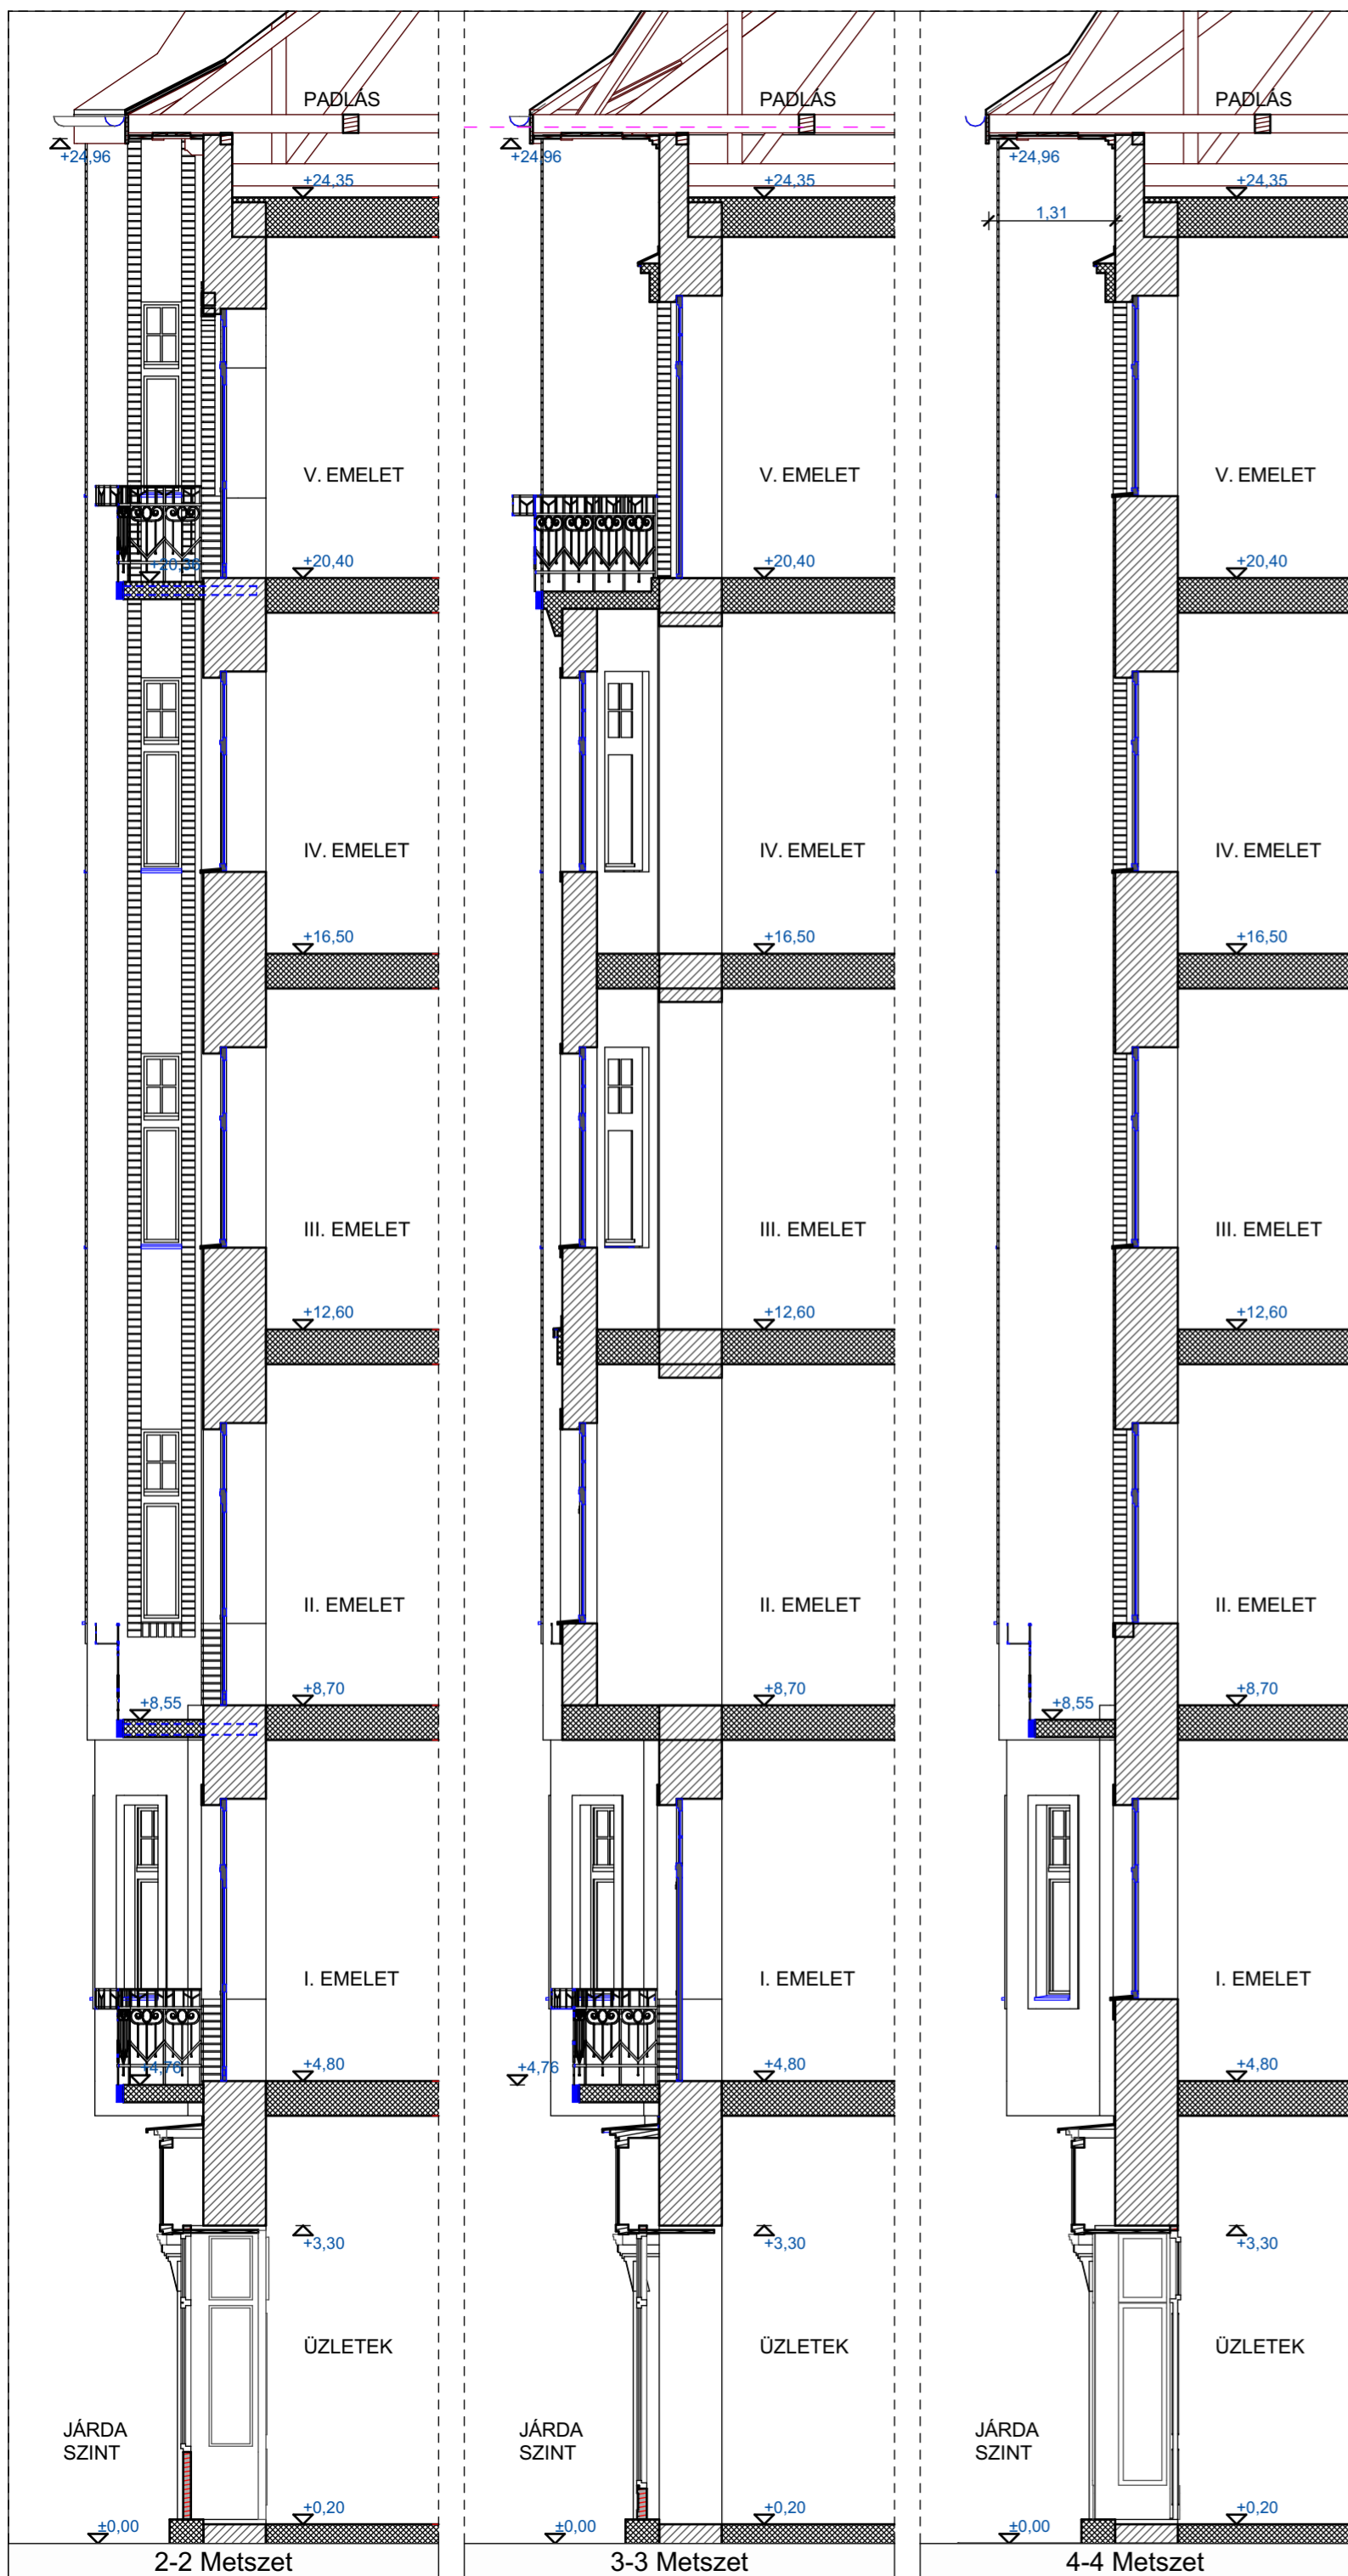 PADLÁS
+24,96
+24,35
V. EMELET
+20,36
+20,40
IV. EMELET
+16,50
III. EMELET
+12,60
II. EMELET
+8,70
+8,55
I. EMELET
+4,80
+4,76
+3,30
ÜZLETEK
JÁRDA
SZINT
+0,20
±0,00
2-2 Metszet
PADLÁS
+24,96
+24,35
V. EMELET
+20,40
IV. EMELET
+16,50
III. EMELET
+12,60
II. EMELET
+8,70
I. EMELET
+4,80
+4,76
+3,30
ÜZLETEK
JÁRDA
SZINT
+0,20
±0,00
3-3 Metszet
PADLÁS
+24,96
+24,35
1,31
V. EMELET
+20,40
IV. EMELET
+16,50
III. EMELET
+12,60
II. EMELET
+8,70
+8,55
I. EMELET
+4,80
+3,30
ÜZLETEK
JÁRDA
SZINT
+0,20
±0,00
4-4 Metszet